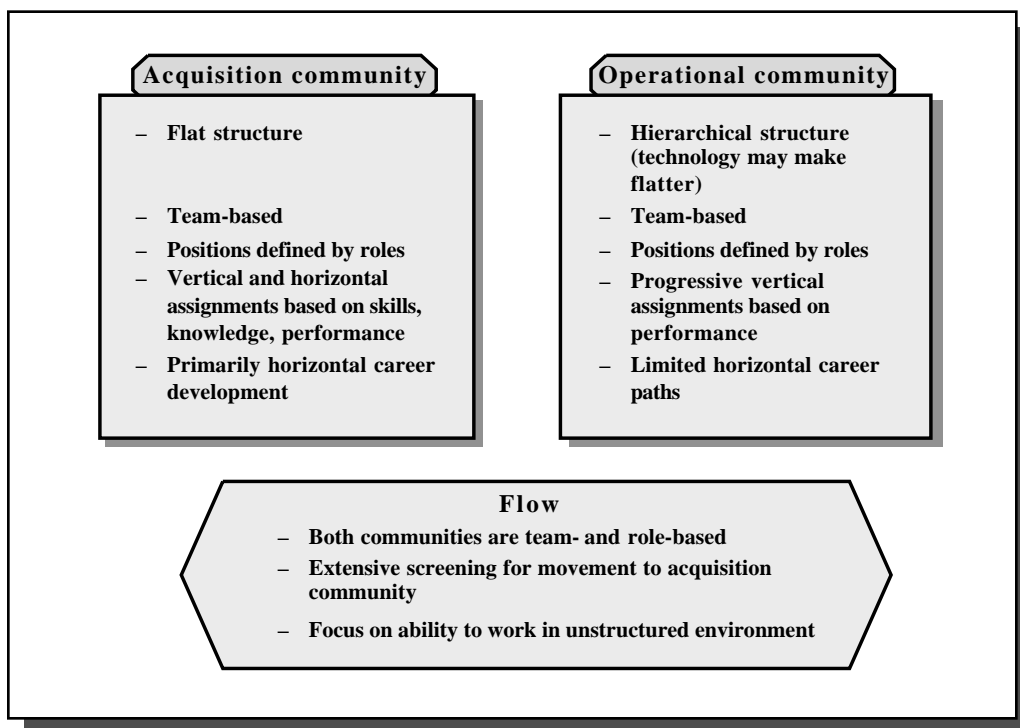 Acquisition community
– Flat structure
– Team-based
– Positions defined by roles
– Vertical and horizontal
assignments based on skills,
knowledge, performance
– Primarily horizontal career
development
Operational community
– Hierarchical structure
(technology may make
flatter)
– Team-based
– Positions defined by roles
– Progressive vertical
assignments based on
performance
– Limited horizontal career
paths
Flow
– Both communities are team- and role-based
– Extensive screening for movement to acquisition
community
– Focus on ability to work in unstructured environment